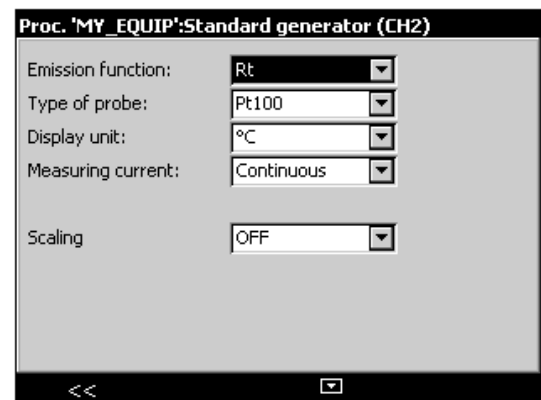 Proc. 'MY_EQUIP':Standard generator (CH2)
Emission function: Rt
Type of probe: Pt100
Display unit: °C
Measuring current: Continuous
Scaling OFF
<<